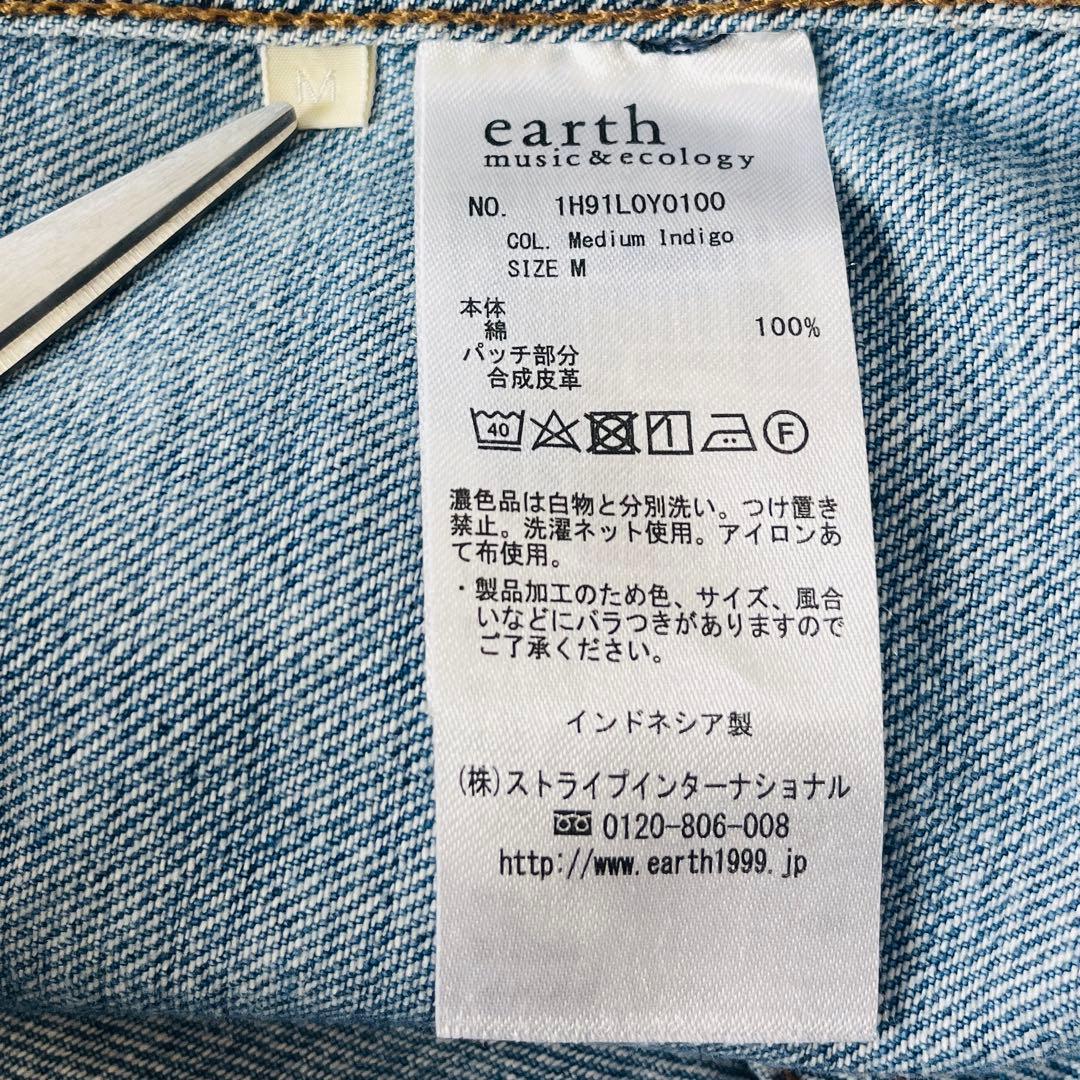 M
earth
music&ecology
NO. 1H91L0Y0100
COL. Medium Indigo
SIZE M
本体
綿 100%
パッチ部分
合成皮革
40 F
濃色品は白物と分別洗い。つけ置き
禁止。洗濯ネット使用。アイロンあ
て布使用。
・製品加工のため色、サイズ、風合
いなどにバラつきがありますので
ご了承ください。
インドネシア製
(株)ストライプインターナショナル
0120-806-008
http://www.earth1999.jp